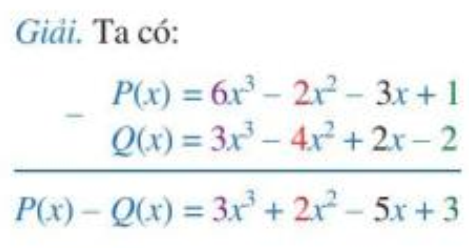 Giải. Ta có:
P(x) = 6x³ – 2x² – 3x + 1
–
Q(x) = 3x³ – 4x² + 2x – 2
P(x) – Q(x) = 3x³ + 2x² – 5x + 3